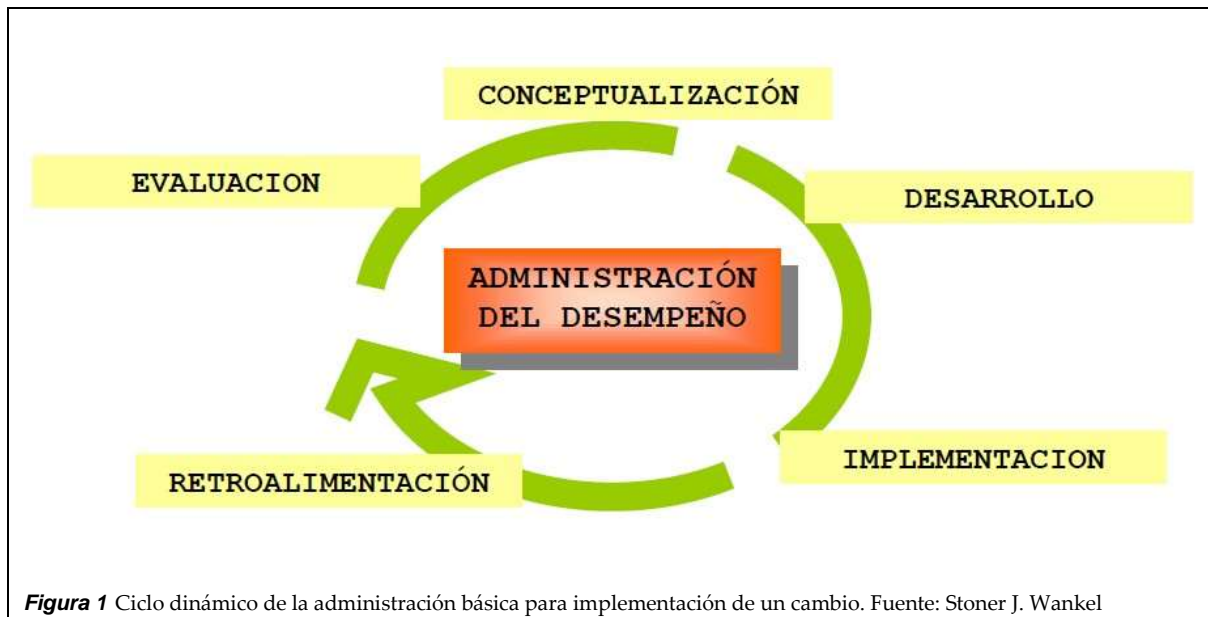 CONCEPTUALIZACIÓN
EVALUACION
DESARROLLO
ADMINISTRACIÓN
DEL DESEMPEÑO
IMPLEMENTACION
RETROALIMENTACIÓN
Figura 1 Ciclo dinámico de la administración básica para implementación de un cambio. Fuente: Stoner J. Wankel